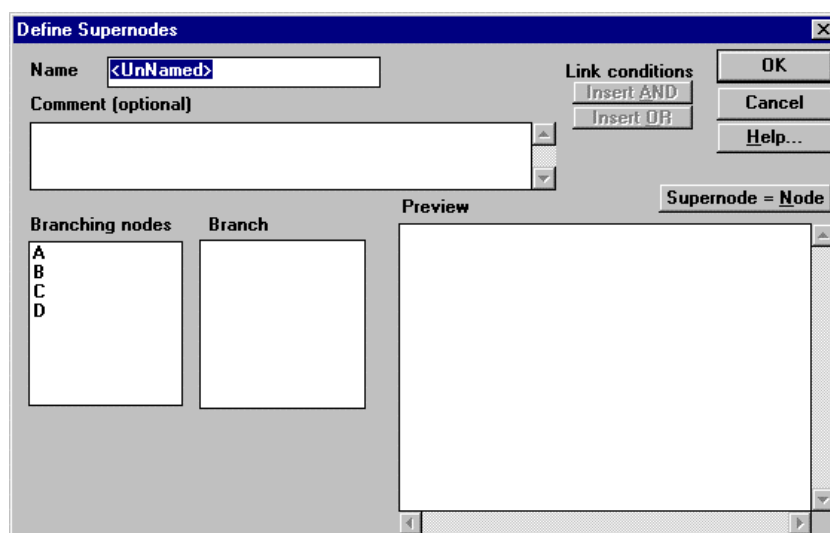 Define Supernodes
Name <UnNamed>
Comment (optional)
Link conditions
Insert AND
Insert OR
OK
Cancel
Help...
Supernode = Node
Branching nodes
A
B
C
D
Branch
Preview